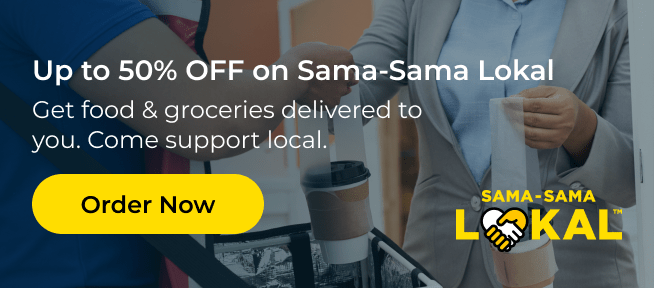 Up to 50% OFF on Sama-Sama Lokal
Get food & groceries delivered to
you. Come support local.
Order Now
SAMA-SAMA
LOKAL™